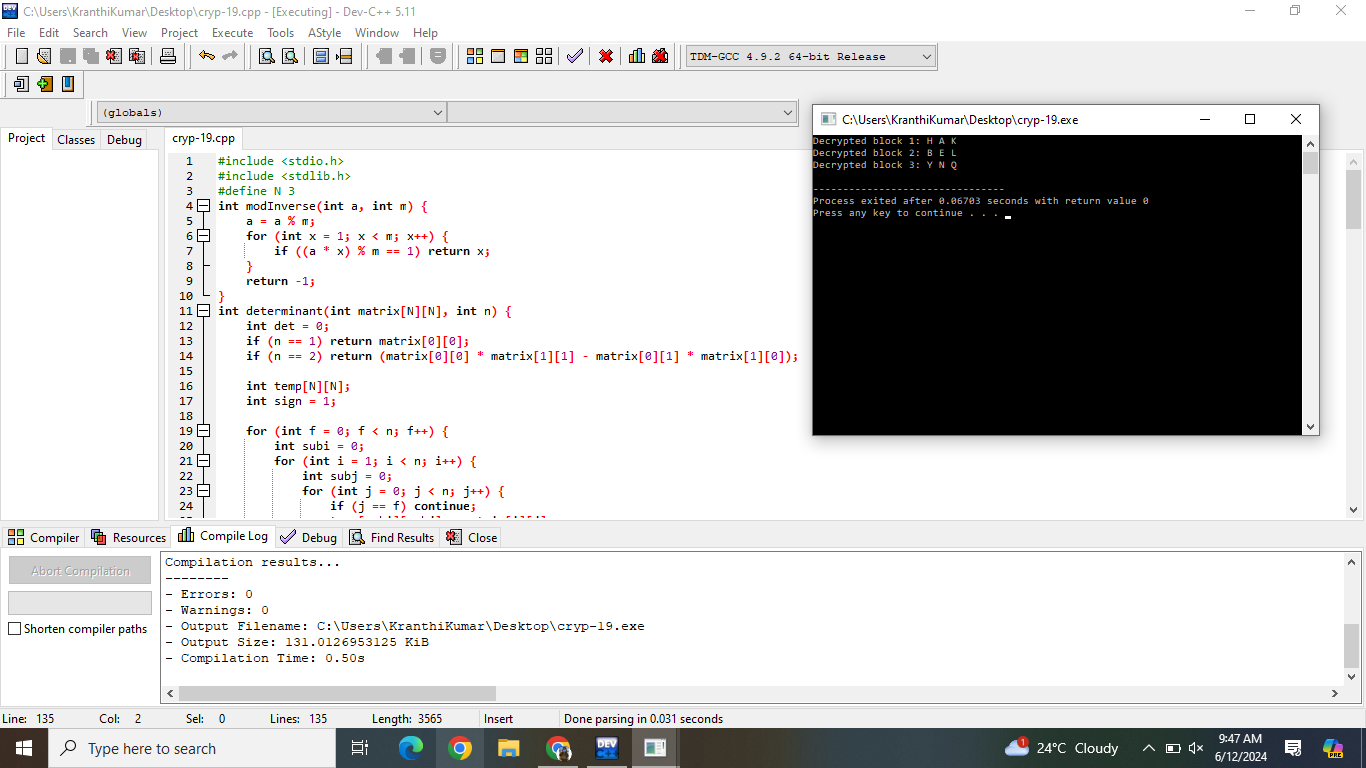 C:\Users\KranthiKumar\Desktop\cryp-19.cpp - [Executing] - Dev-C++ 5.11
File Edit Search View Project Execute Tools AStyle Window Help
TDM-GCC 4.9.2 64-bit Release
(globals)
Project Classes Debug
cryp-19.cpp
1 #include <stdio.h>
2 #include <stdlib.h>
3 #define N 3
4 int modInverse(int a, int m) {
5 a = a % m;
6 for (int x = 1; x < m; x++) {
7 if ((a * x) % m == 1) return x;
8 }
9 return -1;
10 }
11 int determinant(int matrix[N][N], int n) {
12 int det = 0;
13 if (n == 1) return matrix[0][0];
14 if (n == 2) return (matrix[0][0] * matrix[1][1] - matrix[0][1] * matrix[1][0]);
15
16 int temp[N][N];
17 int sign = 1;
18
19 for (int f = 0; f < n; f++) {
20 int subi = 0;
21 for (int i = 1; i < n; i++) {
22 int subj = 0;
23 for (int j = 0; j < n; j++) {
24 if (j == f) continue;
C:\Users\KranthiKumar\Desktop\cryp-19.exe
Decrypted block 1: H A K
Decrypted block 2: B E L
Decrypted block 3: Y N Q
--------------------------------
Process exited after 0.06703 seconds with return value 0
Press any key to continue . . .
Compiler Resources Compile Log Debug Find Results Close
Abort Compilation
Shorten compiler paths
Compilation results...
--------
- Errors: 0
- Warnings: 0
- Output Filename: C:\Users\KranthiKumar\Desktop\cryp-19.exe
- Output Size: 131.0126953125 KiB
- Compilation Time: 0.50s
Line: 135 Col: 2 Sel: 0 Lines: 135 Length: 3565 Insert Done parsing in 0.031 seconds
Type here to search
DEV
1
24°C Cloudy
9:47 AM
6/12/2024
PRE